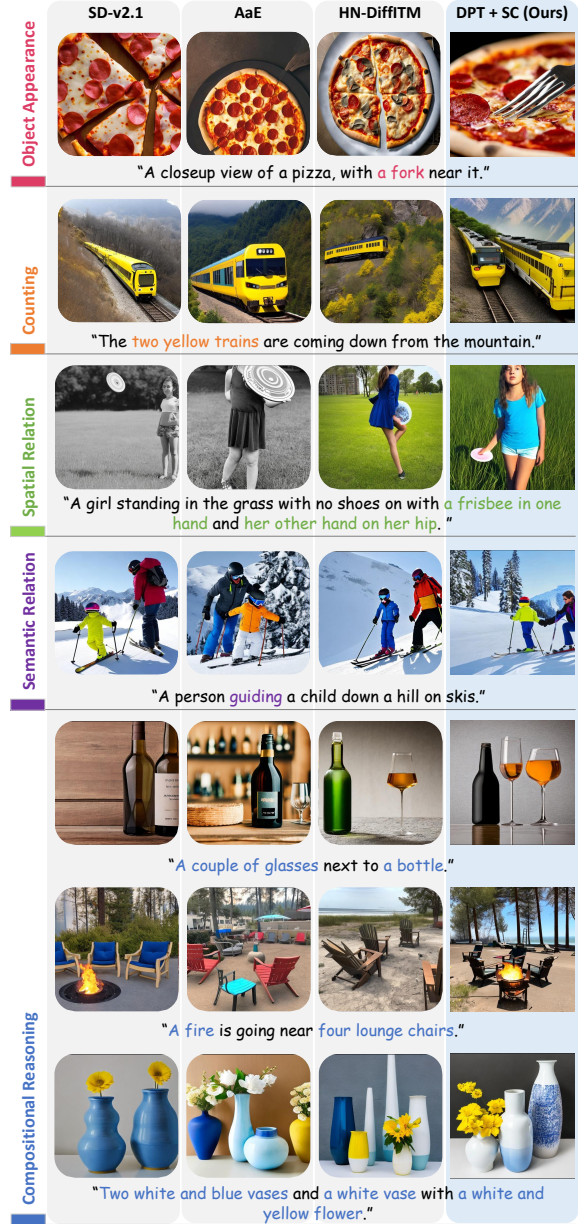 SD-v2.1 AaE HN-DiffITM DPT + SC (Ours)
Object Appearance
“A closeup view of a pizza, with a fork near it.”
Counting
“The two yellow trains are coming down from the mountain.”
Spatial Relation
“A girl standing in the grass with no shoes on with a frisbee in one
hand and her other hand on her hip. ”
Semantic Relation
“A person guiding a child down a hill on skis.”
Compositional Reasoning
“A couple of glasses next to a bottle.”
“A fire is going near four lounge chairs.”
“Two white and blue vases and a white vase with a white and
yellow flower.”